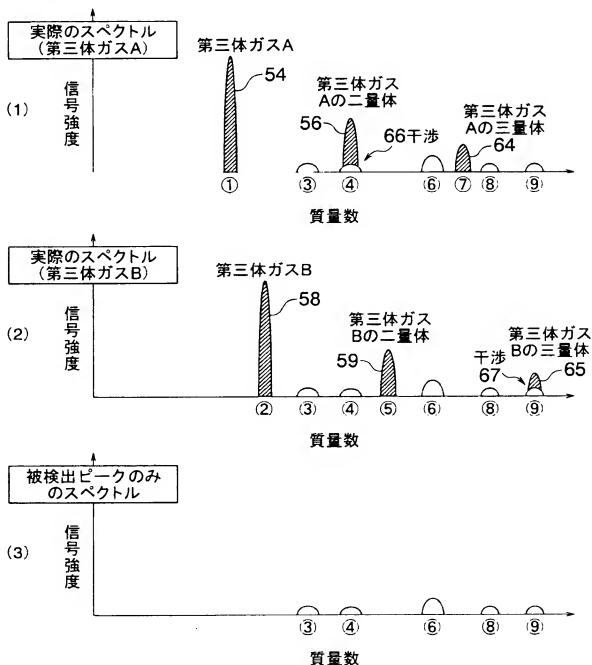 実際のスペクトル
(第三体ガスA)
(1)
信号強度
第三体ガスA
54
第三体ガス
Aの二量体
56
66干渉
第三体ガス
Aの三量体
64
① ③ ④ ⑥ ⑦ ⑧ ⑨
質量数
実際のスペクトル
(第三体ガスB)
(2)
信号強度
第三体ガスB
58
第三体ガス
Bの二量体
59
干渉
67
第三体ガス
Bの三量体
65
② ③ ④ ⑤ ⑥ ⑧ ⑨
質量数
被検出ピークのみ
のスペクトル
(3)
信号強度
③ ④ ⑥ ⑧ ⑨
質量数